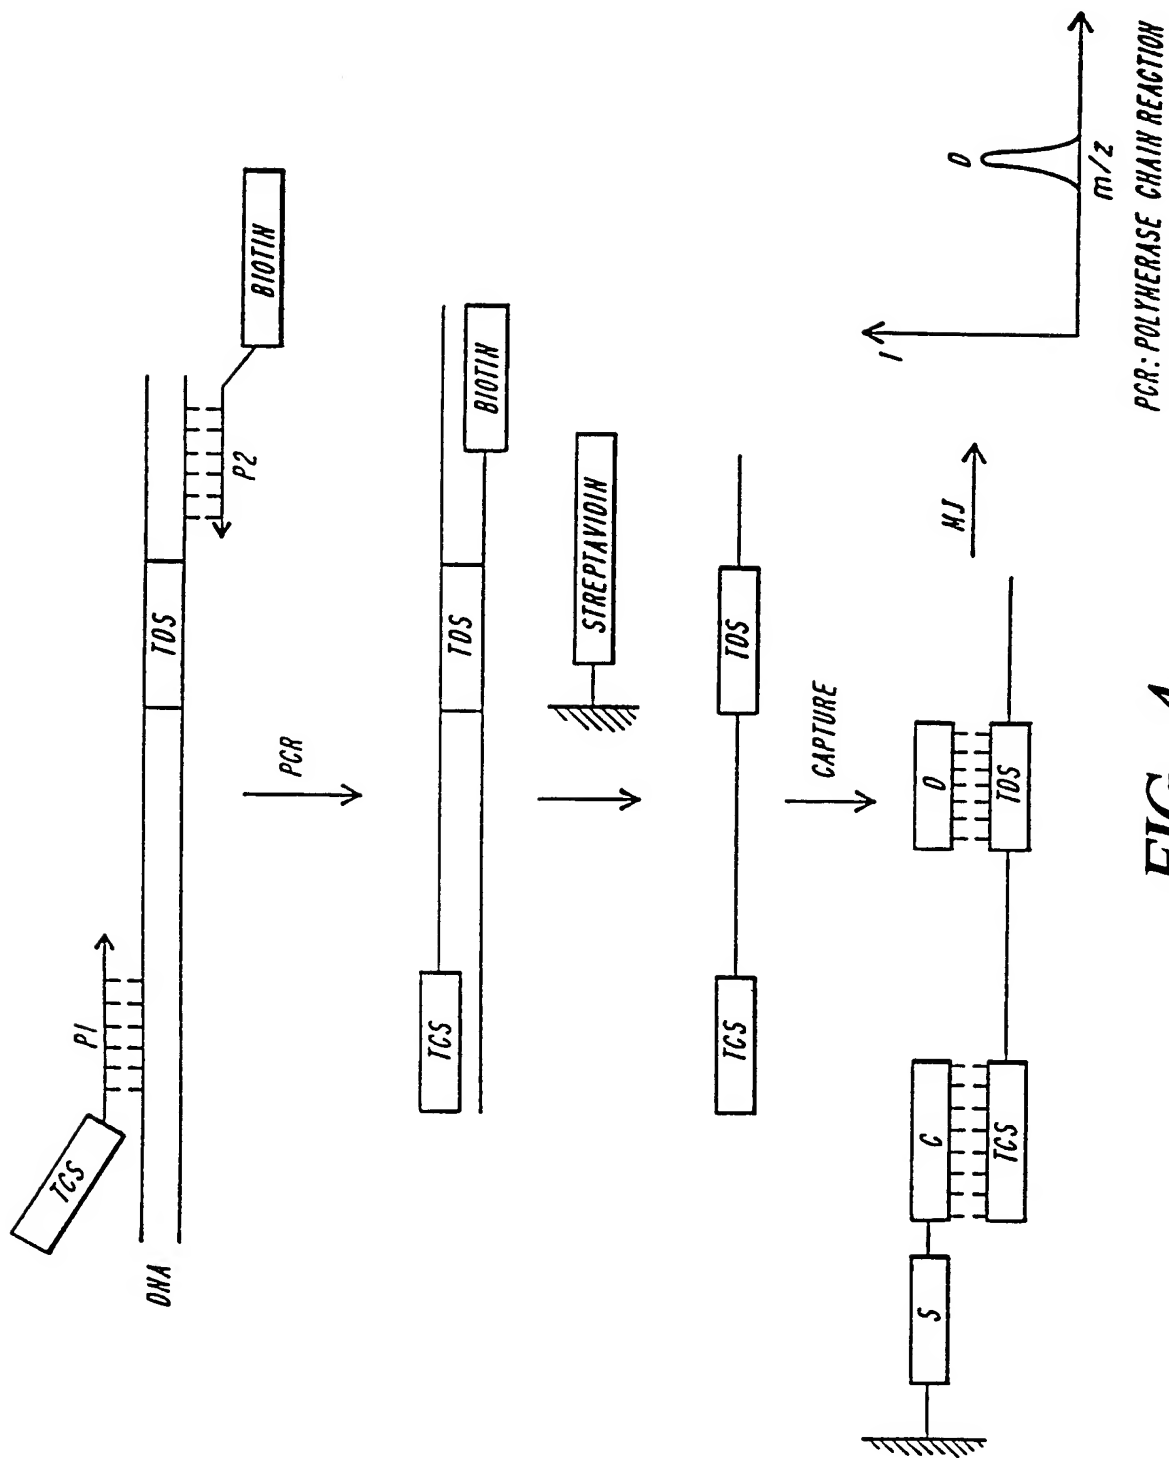 TCS
P1
DNA
TDS
P2
BIOTIN
PCR
TCS
TDS
BIOTIN
STREPTAVIDIN
TCS
TDS
CAPTURE
S
C
TCS
D
TDS
MJ
I
D
m/z
PCR: POLYMERASE CHAIN REACTION